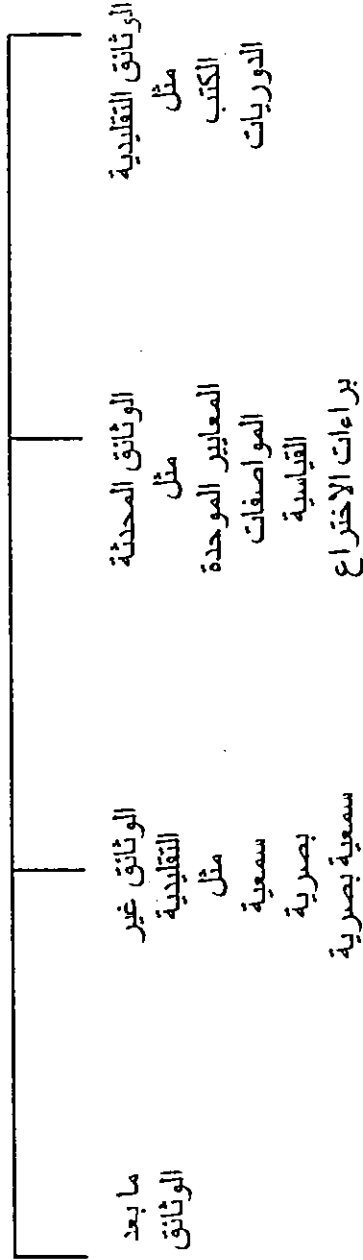 الوثائق التقليدية
مثل
الكتب
الدوريات
الوثائق المحدثة
مثل
المعايير الموحدة
المواصفات
القياسية
براءات الاختراع
الوثائق غير
التقليدية
مثل
سمعية
بصرية
سمعية بصرية
ما بعد
الوثائق